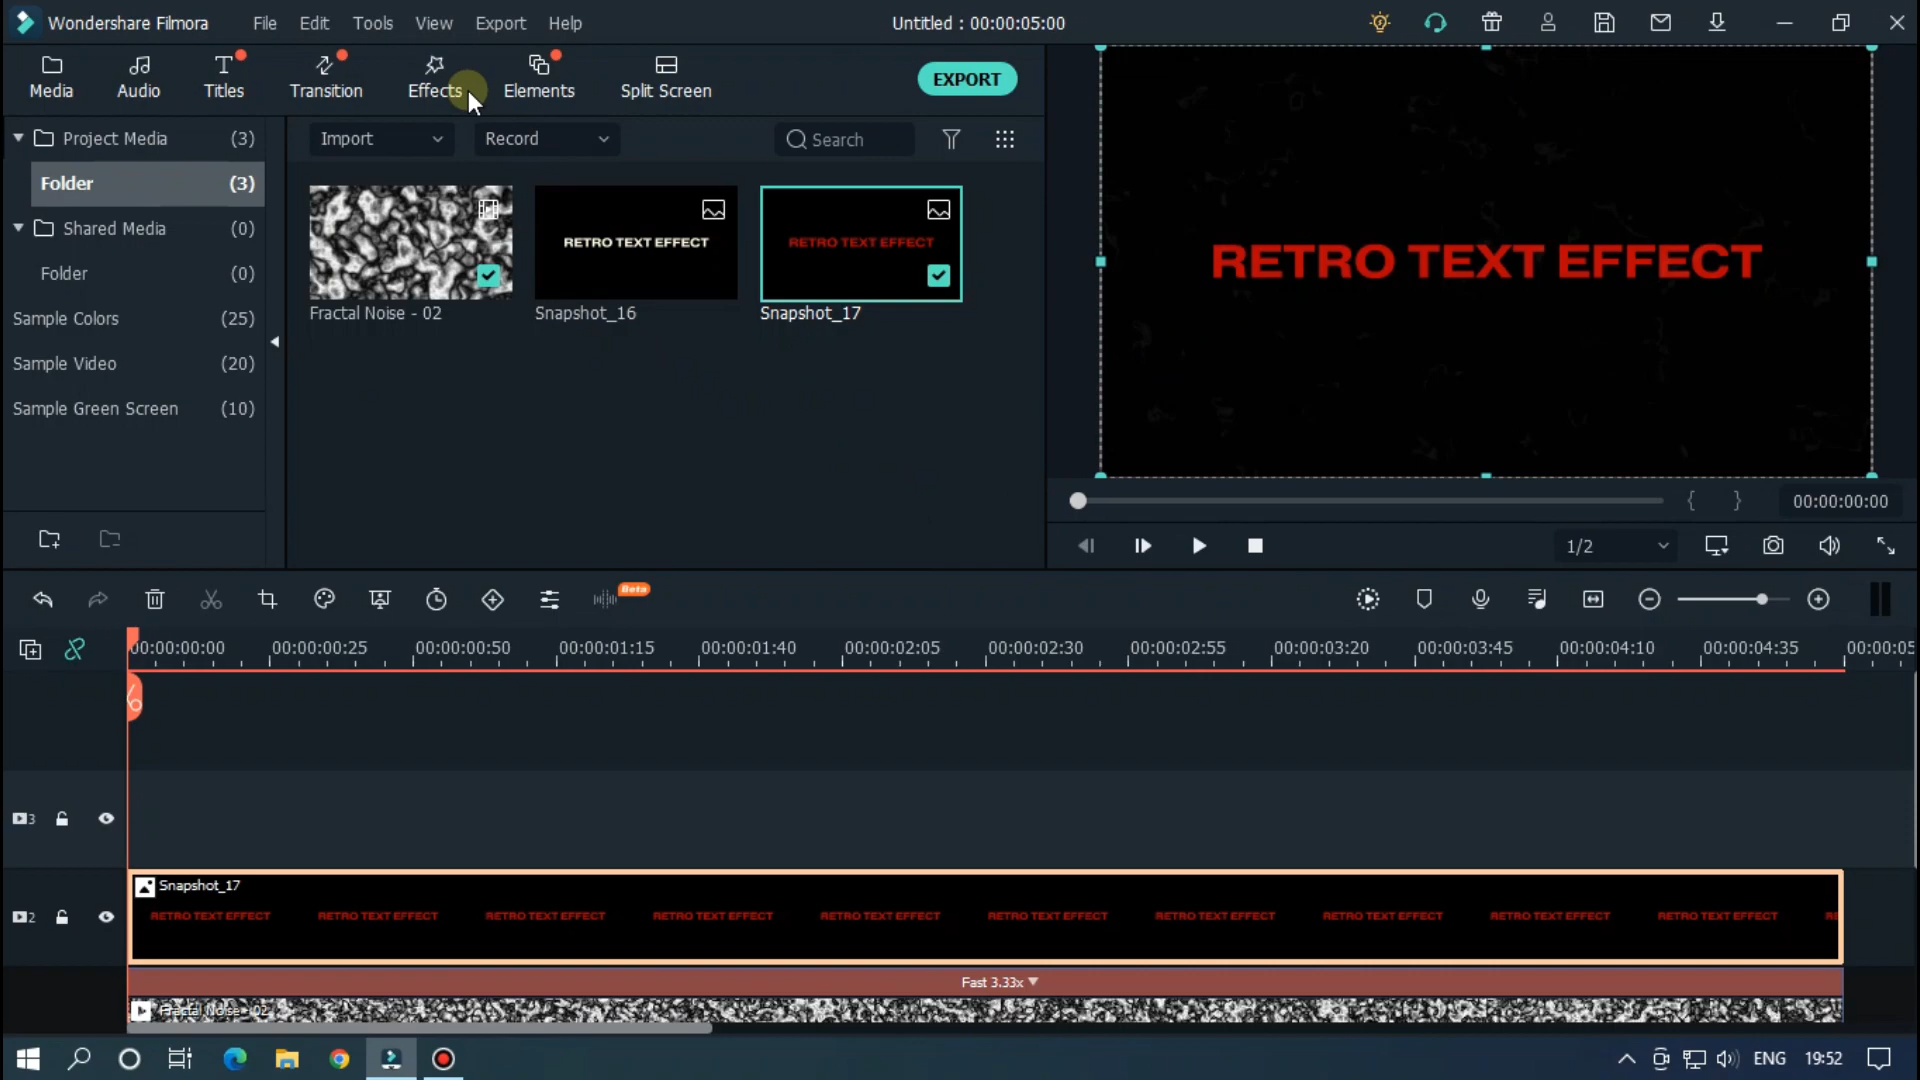 Wondershare Filmora File Edit Tools View Export Help Untitled : 00:00:05:00
Media Audio Titles Transition Effects Elements Split Screen EXPORT
Project Media (3) Import Record Search
Folder (3)
Shared Media (0)
Folder (0)
Sample Colors (25)
Sample Video (20)
Sample Green Screen (10)
RETRO TEXT EFFECT
RETRO TEXT EFFECT
Fractal Noise - 02 Snapshot_16 Snapshot_17
RETRO TEXT EFFECT
{ } 00:00:00:00
1/2
Beta
00:00:00:00 00:00:00:25 00:00:00:50 00:00:01:15 00:00:01:40 00:00:02:05 00:00:02:30 00:00:02:55 00:00:03:20 00:00:03:45 00:00:04:10 00:00:04:35 00:00:05
3
2 Snapshot_17
RETRO TEXT EFFECT RETRO TEXT EFFECT RETRO TEXT EFFECT RETRO TEXT EFFECT RETRO TEXT EFFECT RETRO TEXT EFFECT RETRO TEXT EFFECT RETRO TEXT EFFECT RETRO TEXT EFFECT RETRO TEXT EFFECT RE
Fast 3.33x
Fractal Noise - 02
ENG 19:52